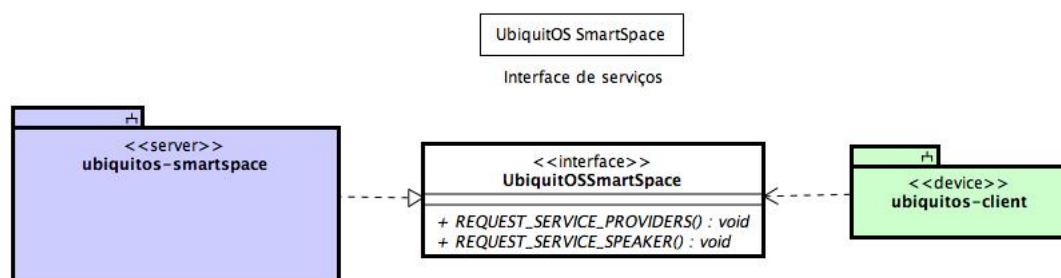 UbiquitOS SmartSpace
Interface de serviços
<<server>>
ubiquitos-smartspace
<<interface>>
UbiquitOSSmartSpace
+ REQUEST_SERVICE_PROVIDERS() : void
+ REQUEST_SERVICE_SPEAKER() : void
<<device>>
ubiquitos-client